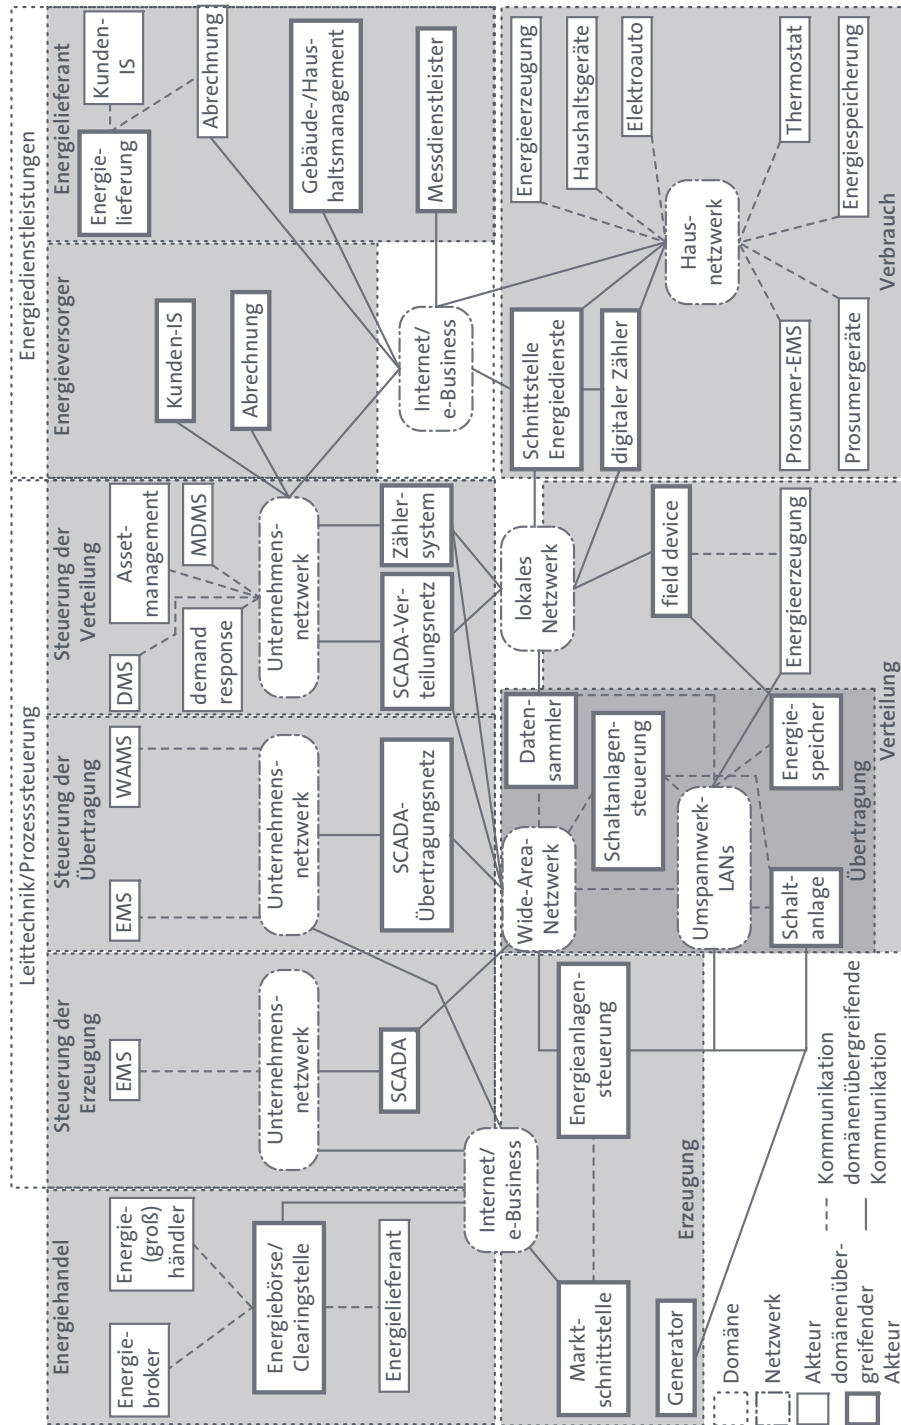 Leittechnik/Prozesssteuerung
Energiedienstleistungen
Energiehandel
Energie-
broker
Energie-
(groß)
händler
Energiebörse/
Clearingstelle
Energielieferant
Steuerung der
Erzeugung
EMS
Unternehmens-
netzwerk
SCADA
Steuerung der
Übertragung
EMS
WAMS
Unternehmens-
netzwerk
SCADA-
Übertragungsnetz
Steuerung der
Verteilung
DMS
Asset-
management
demand
response
MDMS
Unternehmens-
netzwerk
SCADA-Ver-
teilungsnetz
Zähler-
system
Energieversorger
Kunden-IS
Abrechnung
Energielieferant
Energie-
lieferung
Kunden-
IS
Abrechnung
Gebäude-/Haus-
haltsmanagement
Messdienstleister
Internet/
e-Business
Internet/
e-Business
Wide-Area-
Netzwerk
lokales
Netzwerk
Markt-
schnittstelle
Energieanlagen-
steuerung
Generator
Erzeugung
Daten-
sammler
Schaltanlagen-
steuerung
Umspannwerk-
LANs
Schalt-
anlage
Energie-
speicher
Übertragung
field device
Energieerzeugung
Verteilung
Schnittstelle
Energiedienste
digitaler Zähler
Energieerzeugung
Haushaltsgeräte
Elektroauto
Haus-
netzwerk
Prosumer-EMS
Thermostat
Prosumergeräte
Energiespeicherung
Verbrauch
Domäne
Netzwerk
Akteur
domänenüber-
greifender
Akteur
Kommunikation
domänenübergreifende
Kommunikation